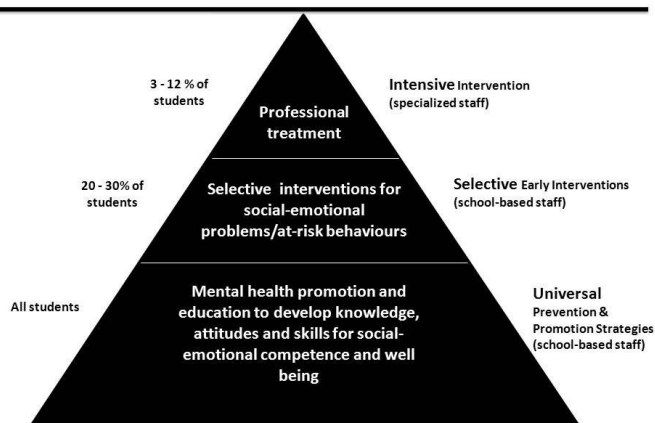 3 - 12 % of
students
Professional
treatment
Intensive Intervention
(specialized staff)
20 - 30% of
students
Selective interventions for
social-emotional
problems/at-risk behaviours
Selective Early Interventions
(school-based staff)
All students
Mental health promotion and
education to develop knowledge,
attitudes and skills for social-
emotional competence and well
being
Universal
Prevention &
Promotion Strategies
(school-based staff)